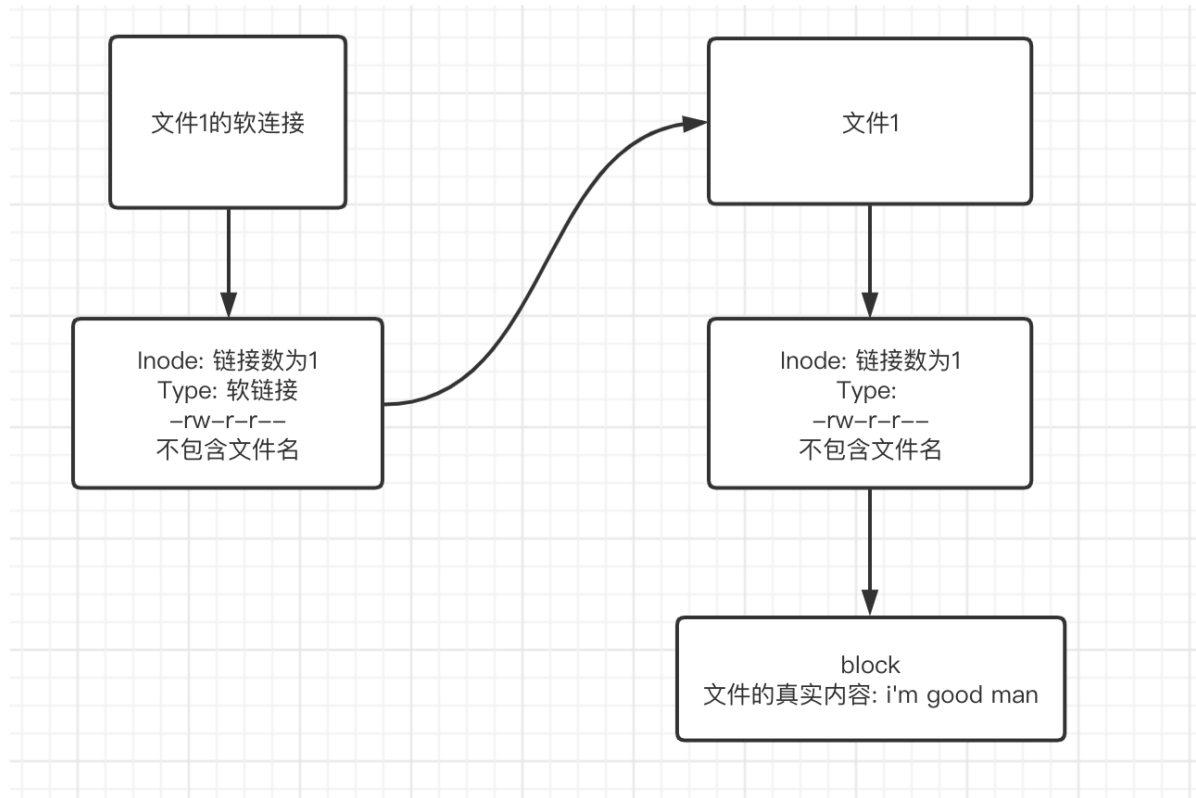 文件1的软连接
文件1
Inode: 链接数为1
Type: 软链接
-rw-r-r--
不包含文件名
Inode: 链接数为1
Type:
-rw-r-r--
不包含文件名
block
文件的真实内容: i'm good man